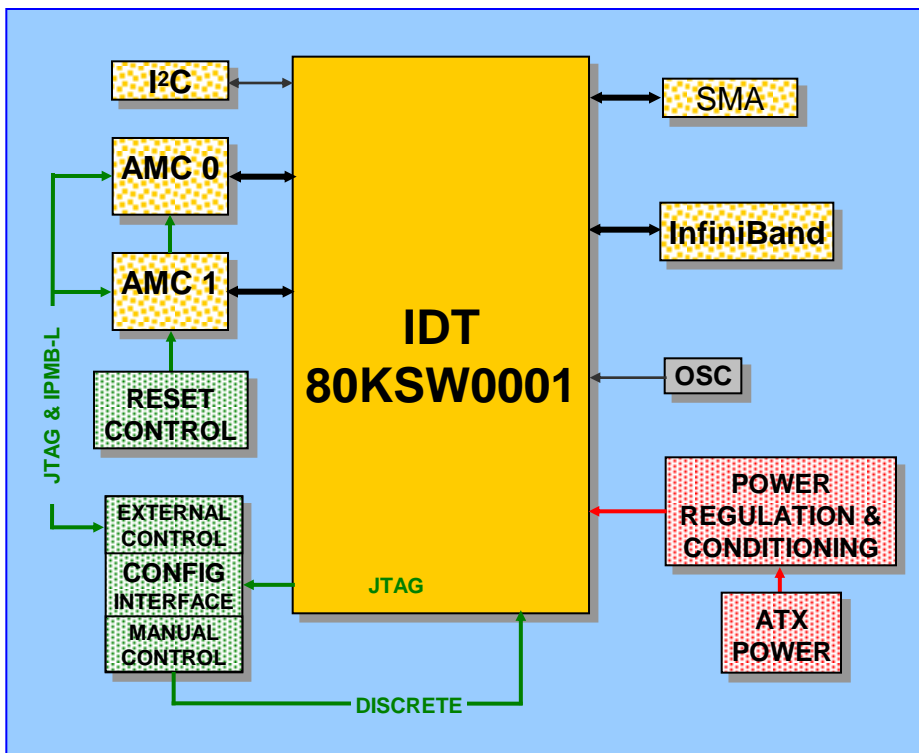 I²C
SMA
AMC 0
InfiniBand
AMC 1
IDT
80KSW0001
OSC
RESET
CONTROL
JTAG & IPMB-L
POWER
REGULATION &
CONDITIONING
EXTERNAL
CONTROL
CONFIG
INTERFACE
JTAG
MANUAL
CONTROL
ATX
POWER
DISCRETE